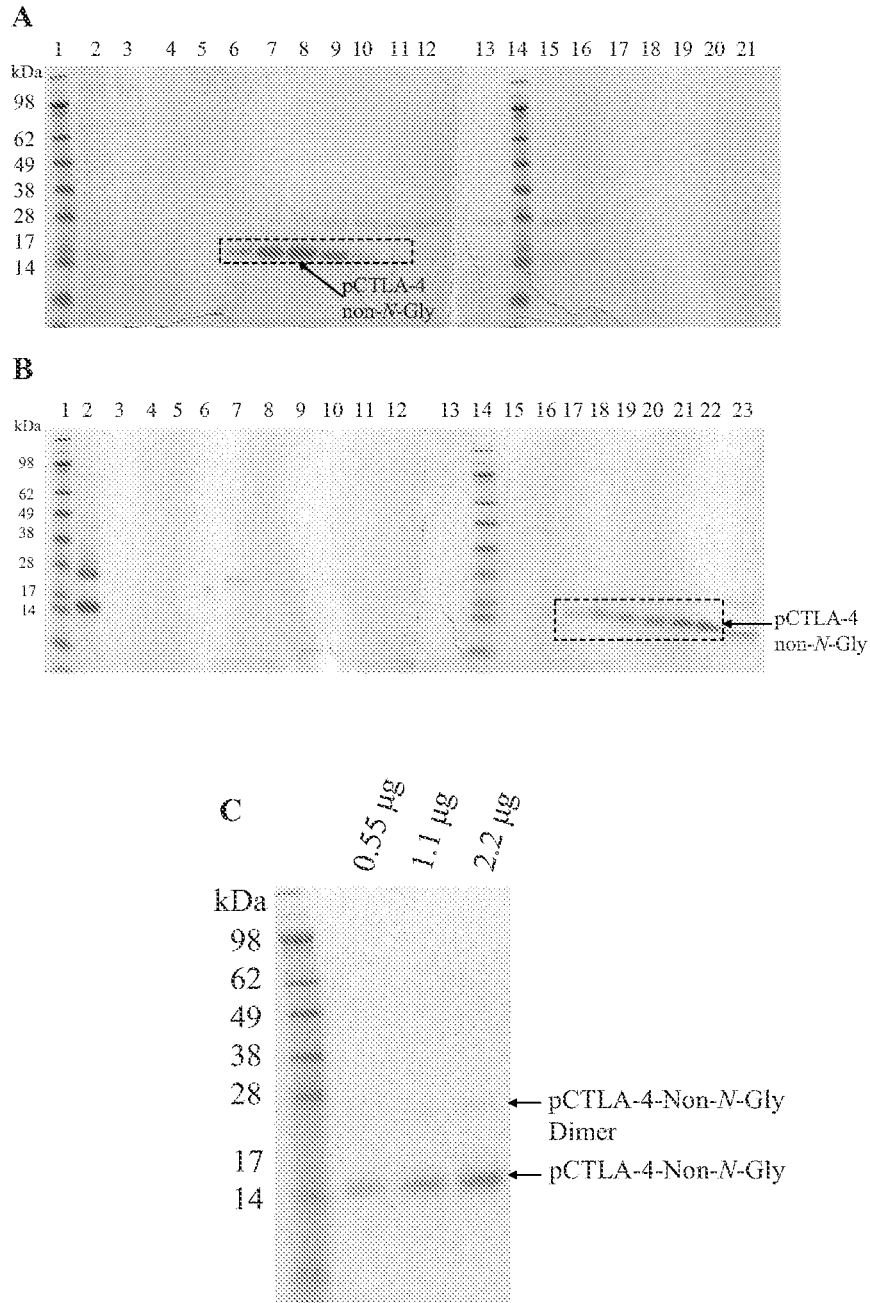 A
1 2 3 4 5 6 7 8 9 10 11 12 13 14 15 16 17 18 19 20 21
kDa
98
62
49
38
28
17
14
pCTLA-4
non-N-Gly
B
1 2 3 4 5 6 7 8 9 10 11 12 13 14 15 16 17 18 19 20 21 22 23
kDa
98
62
49
38
28
17
14
pCTLA-4
non-N-Gly
C
0.55 µg
1.1 µg
2.2 µg
kDa
98
62
49
38
28
17
14
pCTLA-4-Non-N-Gly
Dimer
pCTLA-4-Non-N-Gly